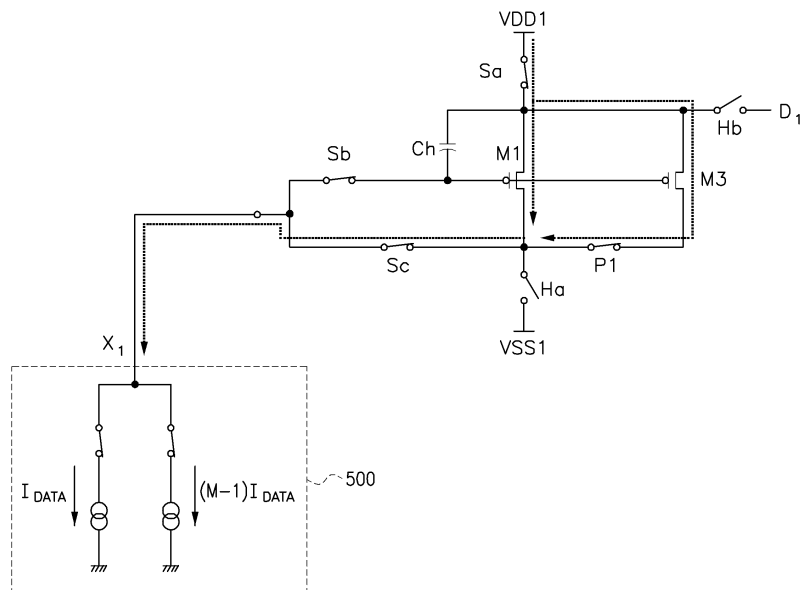 VDD1
Sa
D1
Hb
Ch
M1
M3
Sb
Sc
P1
Ha
VSS1
X1
IDATA
(M-1)IDATA
500